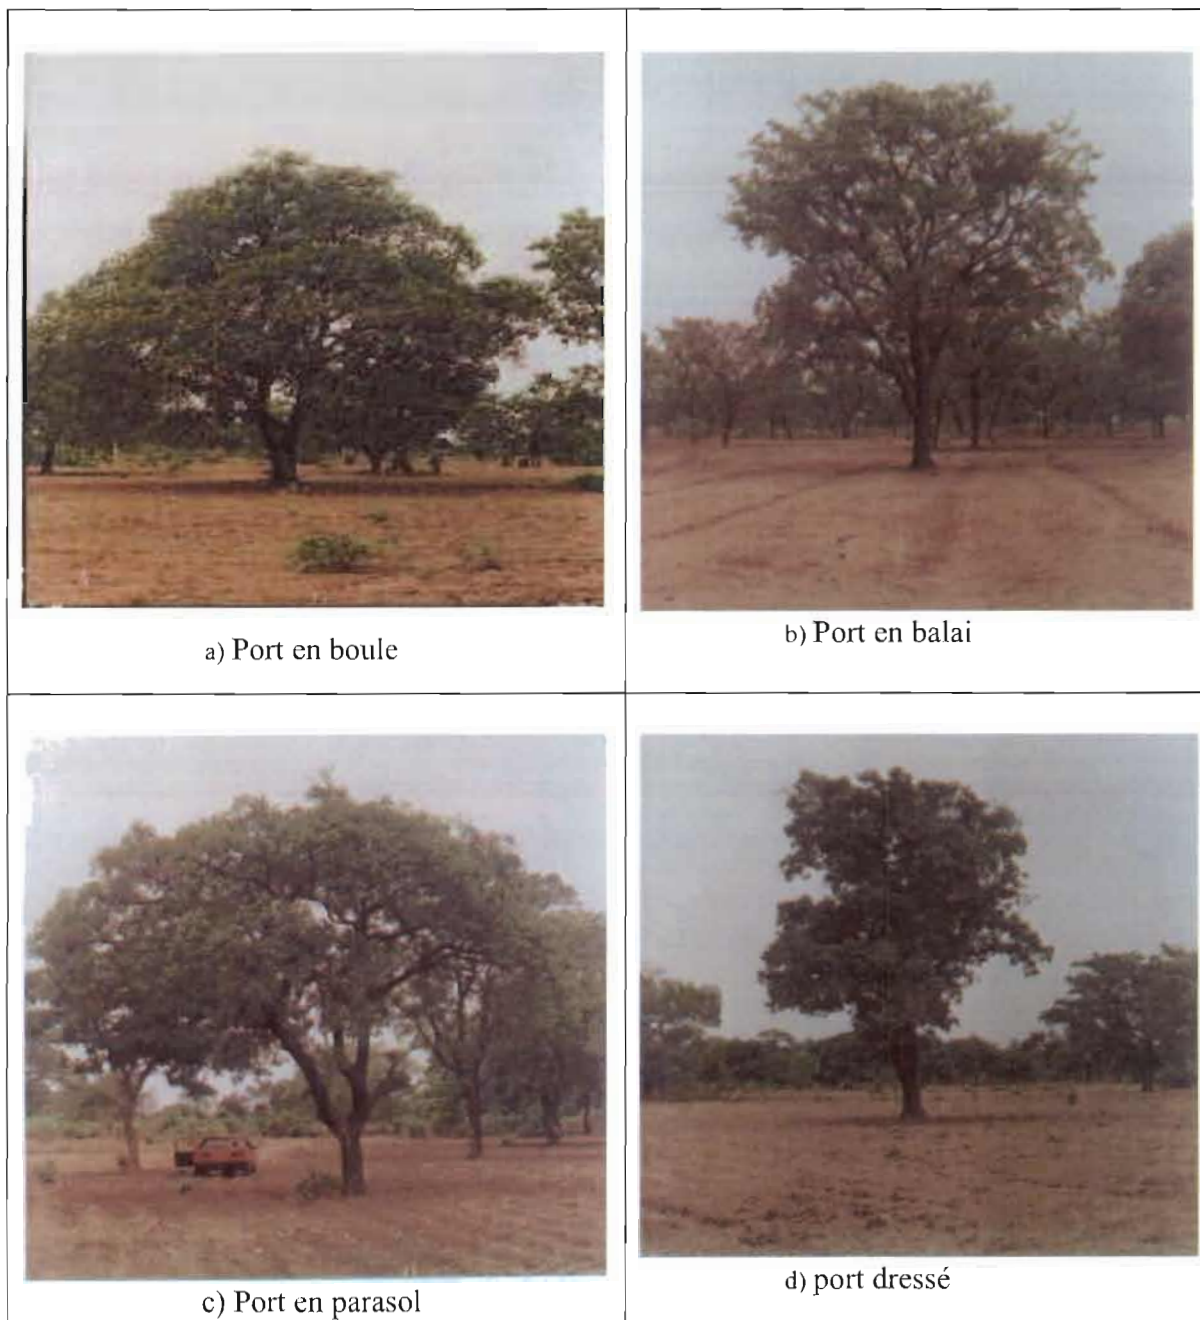 a) Port en boule
b) Port en balai
c) Port en parasol
d) port dressé